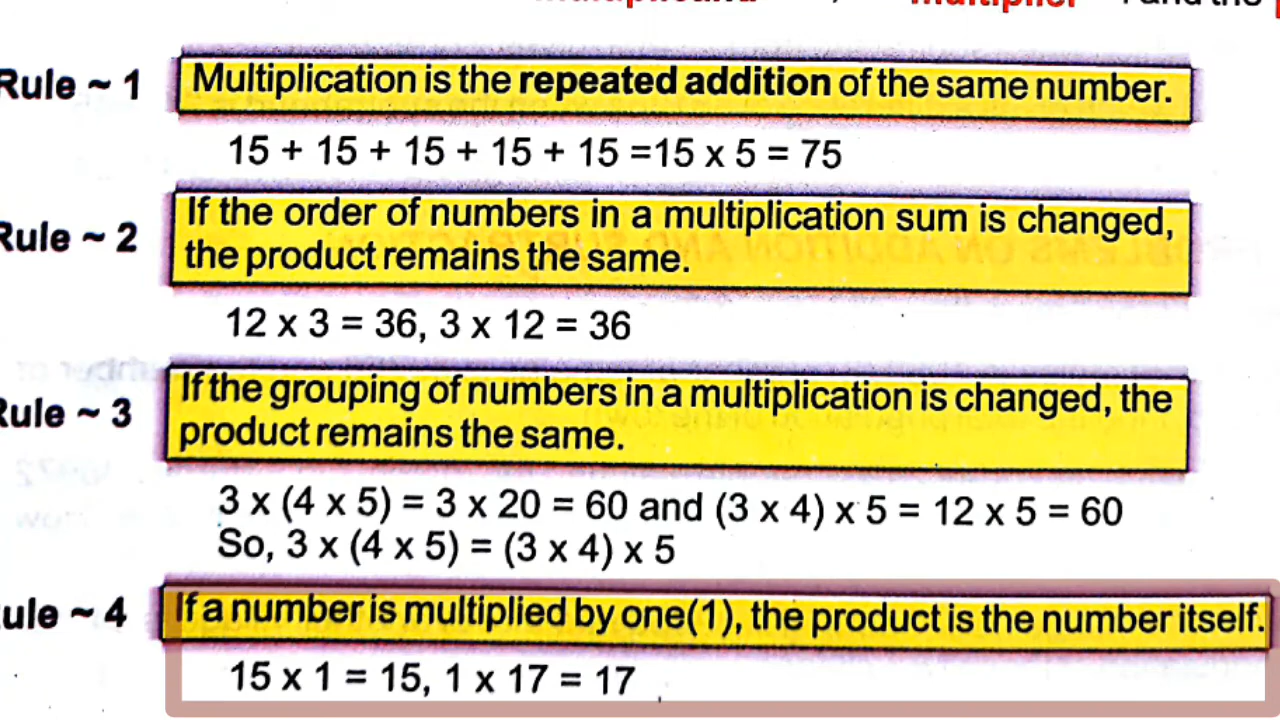 Rule ~ 1 Multiplication is the repeated addition of the same number.
15 + 15 + 15 + 15 + 15 =15 x 5 = 75
Rule ~ 2 If the order of numbers in a multiplication sum is changed,
the product remains the same.
12 x 3 = 36, 3 x 12 = 36
Rule ~ 3 If the grouping of numbers in a multiplication is changed, the
product remains the same.
3 x (4 x 5) = 3 x 20 = 60 and (3 x 4) x 5 = 12 x 5 = 60
So, 3 x (4 x 5) = (3 x 4) x 5
ule ~ 4 If a number is multiplied by one(1), the product is the number itself.
15 x 1 = 15, 1 x 17 = 17